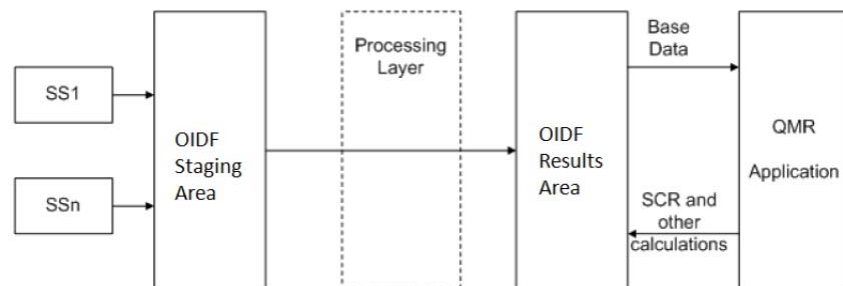 SS1
SSn
OIDF
Staging
Area
Processing
Layer
OIDF
Results
Area
Base
Data
SCR and
other
calculations
QMR
Application